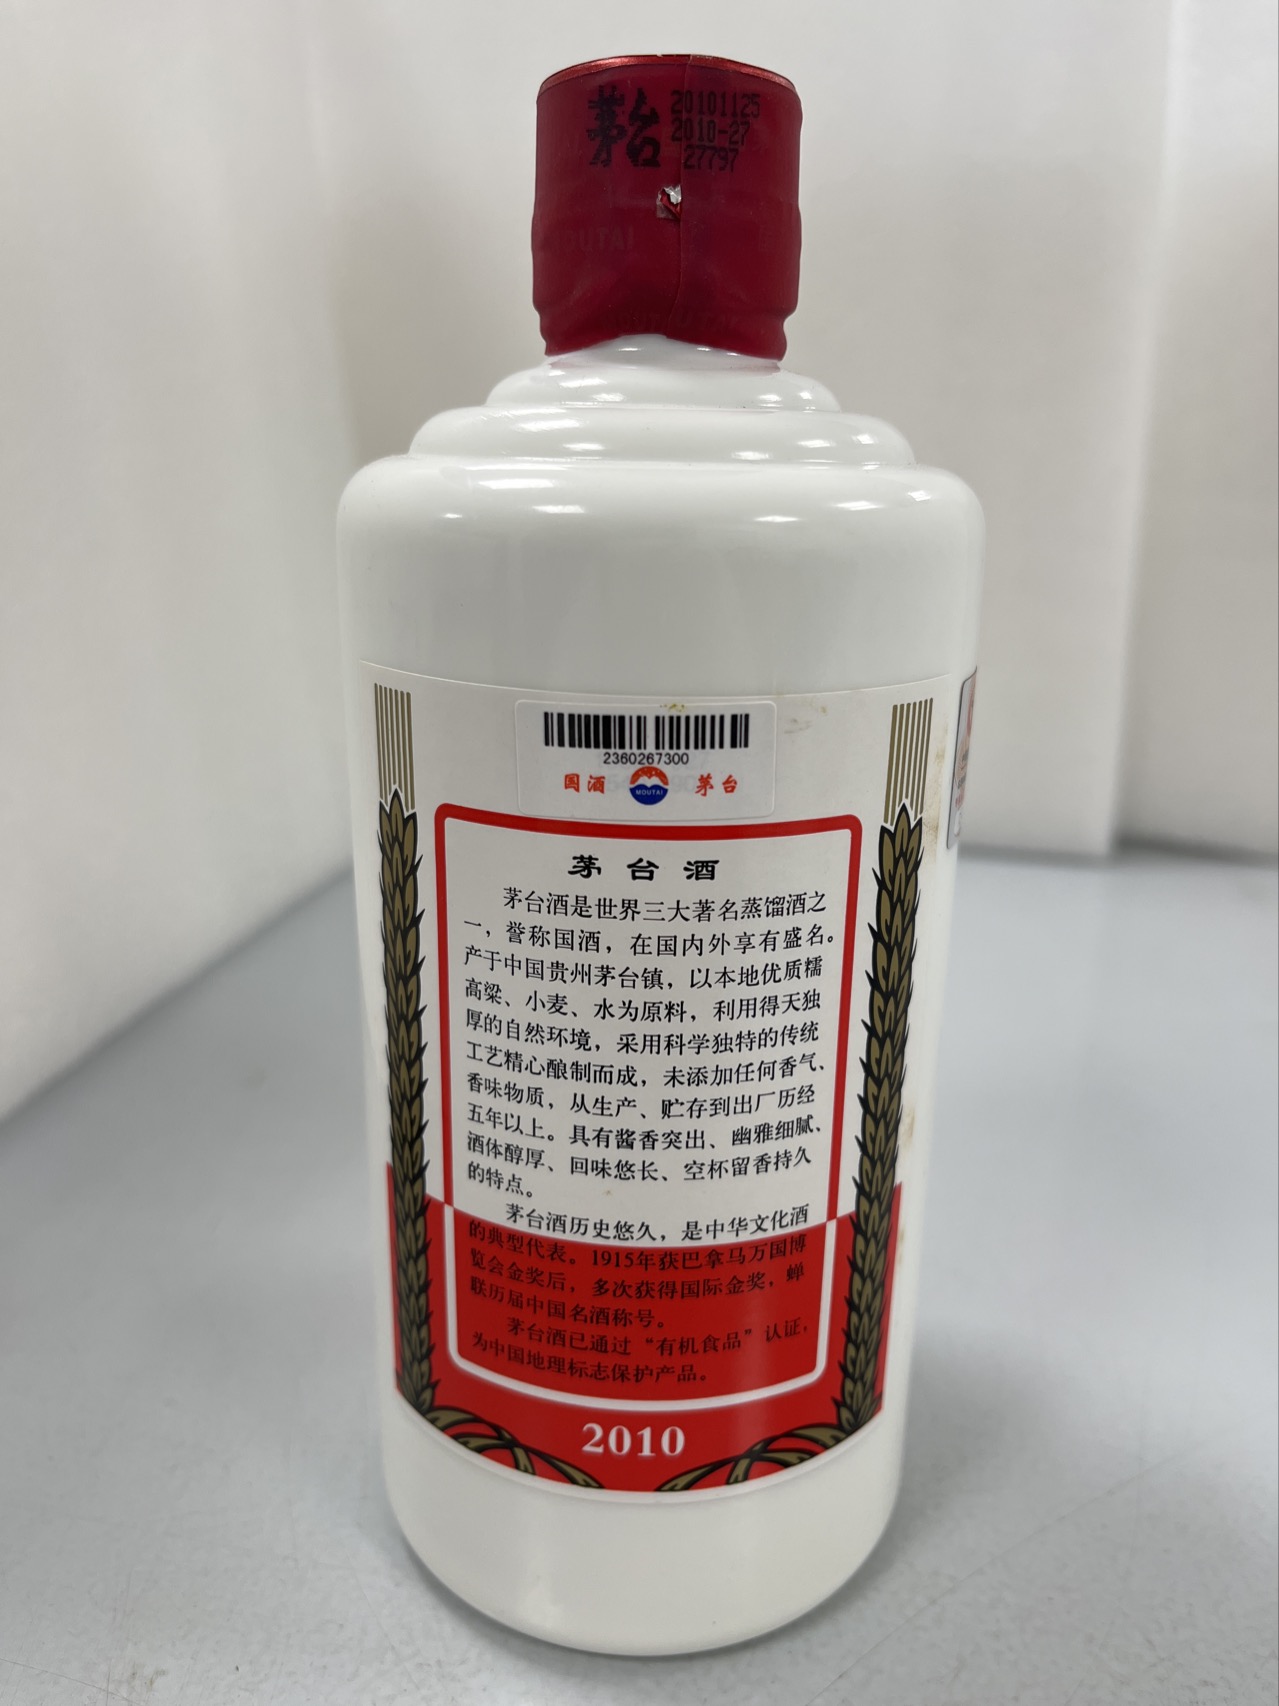 茅台
20101125
2010-27
27797
MOUTAI
2360267300
国酒 MOUTAI 茅台
茅台酒
茅台酒是世界三大著名蒸馏酒之
一，誉称国酒，在国内外享有盛名。
产于中国贵州茅台镇，以本地优质糯
高粱、小麦、水为原料，利用得天独
厚的自然环境，采用科学独特的传统
工艺精心酿制而成，未添加任何香气、
香味物质，从生产、贮存到出厂历经
五年以上。具有酱香突出、幽雅细腻、
酒体醇厚、回味悠长、空杯留香持久
的特点。
茅台酒历史悠久，是中华文化酒
的典型代表。1915年获巴拿马万国博
览会金奖后，多次获得国际金奖，蝉
联历届中国名酒称号。
茅台酒已通过“有机食品”认证，
为中国地理标志保护产品。
2010